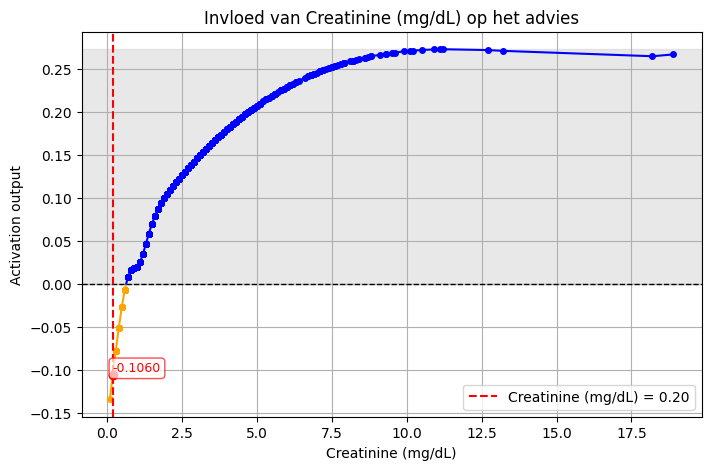 Invloed van Creatinine (mg/dL) op het advies
Activation output
0.25
0.20
0.15
0.10
0.05
0.00
−0.05
−0.10
−0.15
-0.1060
Creatinine (mg/dL) = 0.20
0.0 2.5 5.0 7.5 10.0 12.5 15.0 17.5
Creatinine (mg/dL)